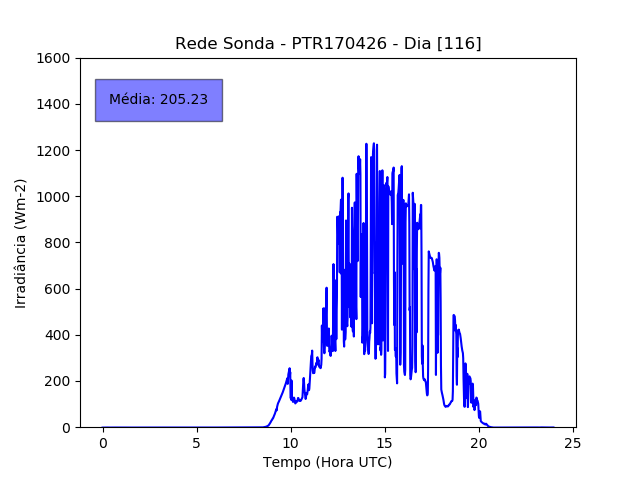 Rede Sonda - PTR170426 - Dia [116]
1600
1400
1200
1000
800
600
400
200
0
Irradiância (Wm-2)
Média: 205.23
0 5 10 15 20 25
Tempo (Hora UTC)